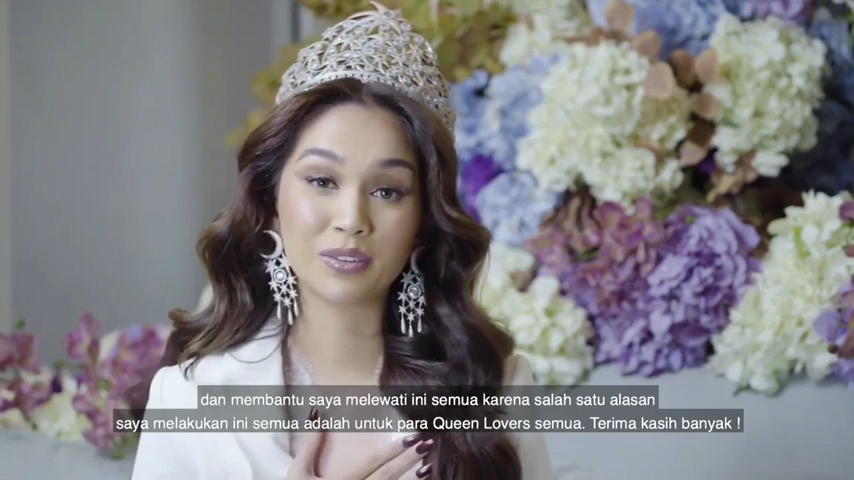 dan membantu saya melewati ini semua karena salah satu alasan
saya melakukan ini semua adalah untuk para Queen Lovers semua. Terima kasih banyak !